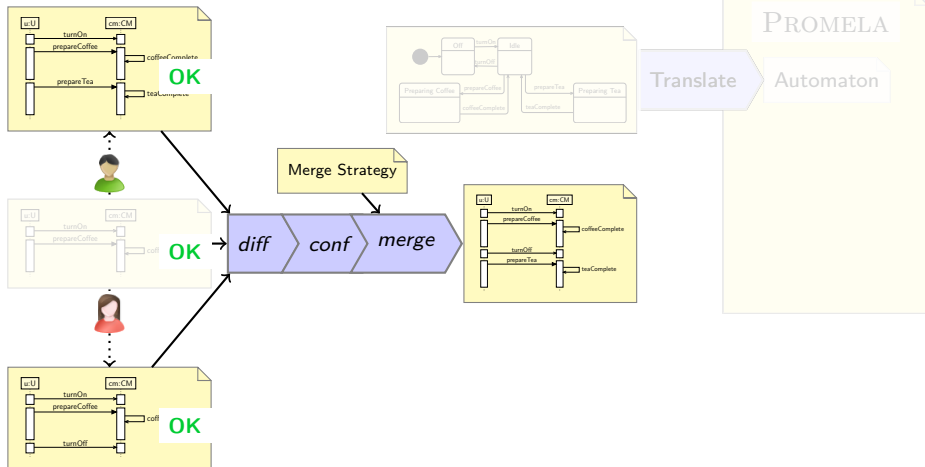 u:U cm:CM
turnOn
prepareCoffee
coffeeComplete
OK
prepareTea
teaComplete
PROMELA
Off
turnOn
Idle
turnOff
Preparing Coffee
prepareCoffee
coffeeComplete
prepareTea
teaComplete
Preparing Tea
Translate
Automaton
Merge Strategy
u:U cm:CM
turnOn
prepareCoffee
OK
diff conf merge
u:U cm:CM
turnOn
prepareCoffee
coffeeComplete
turnOff
prepareTea
teaComplete
u:U cm:CM
turnOn
prepareCoffee
OK
turnOff